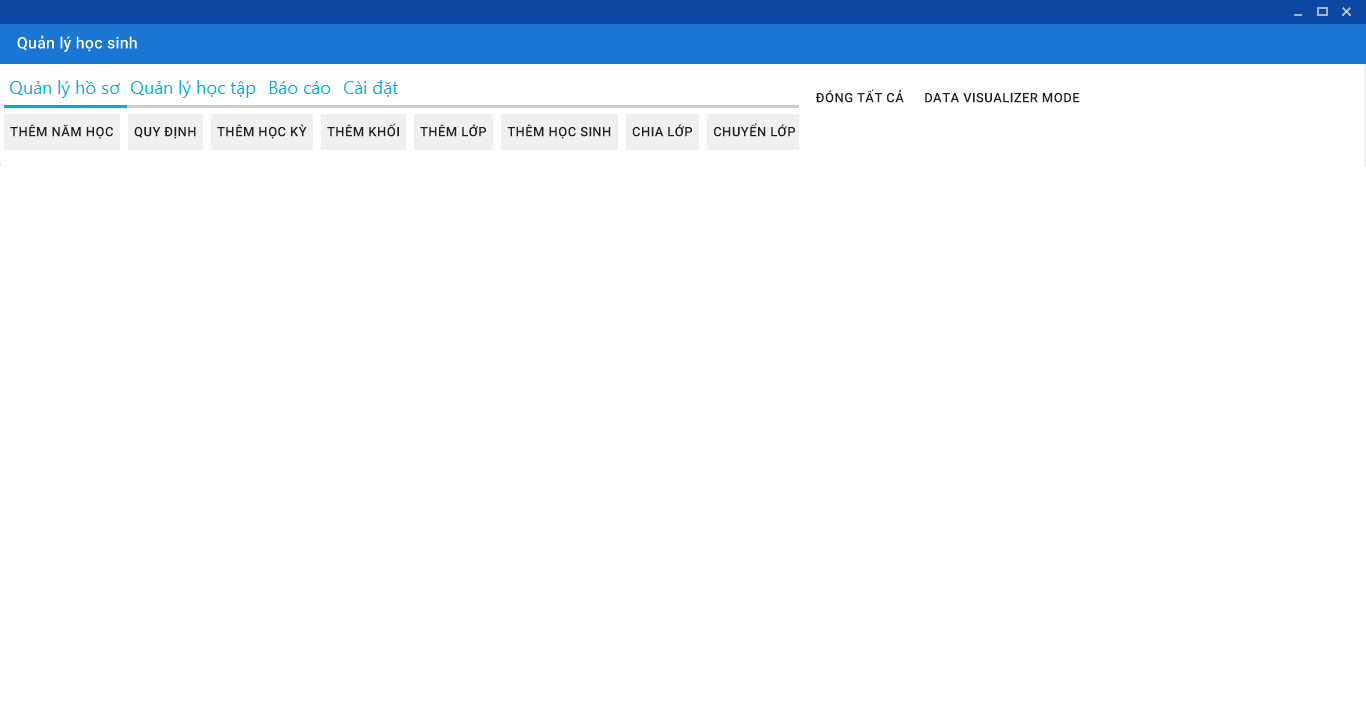 Quản lý học sinh
Quản lý hồ sơ Quản lý học tập Báo cáo Cài đặt
ĐÓNG TẤT CẢ DATA VISUALIZER MODE
THÊM NĂM HỌC QUY ĐỊNH THÊM HỌC KỲ THÊM KHỐI THÊM LỚP THÊM HỌC SINH CHIA LỚP CHUYỂN LỚP